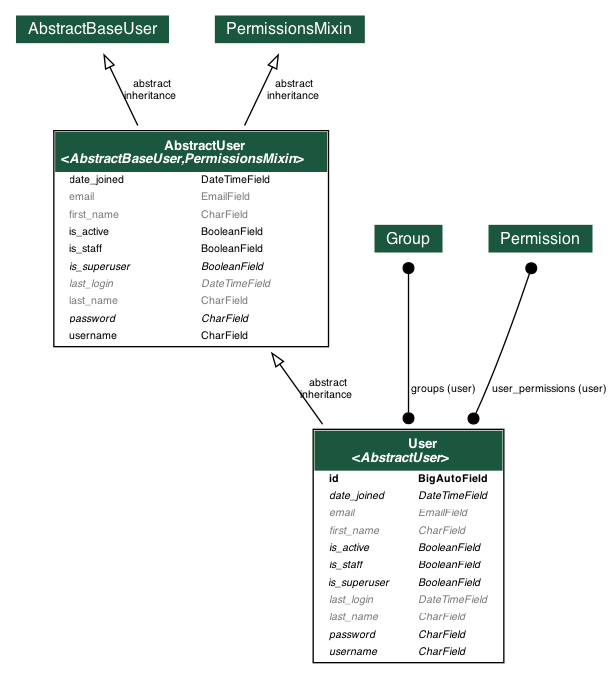 AbstractBaseUser
PermissionsMixin
abstract
inheritance
abstract
inheritance
AbstractUser
<AbstractBaseUser,PermissionsMixin>
date_joined DateTimeField
email EmailField
first_name CharField
is_active BooleanField
is_staff BooleanField
is_superuser BooleanField
last_login DateTimeField
last_name CharField
password CharField
username CharField
Group
Permission
abstract
inheritance
groups (user)
user_permissions (user)
User
<AbstractUser>
id BigAutoField
date_joined DateTimeField
email EmailField
first_name CharField
is_active BooleanField
is_staff BooleanField
is_superuser BooleanField
last_login DateTimeField
last_name CharField
password CharField
username CharField